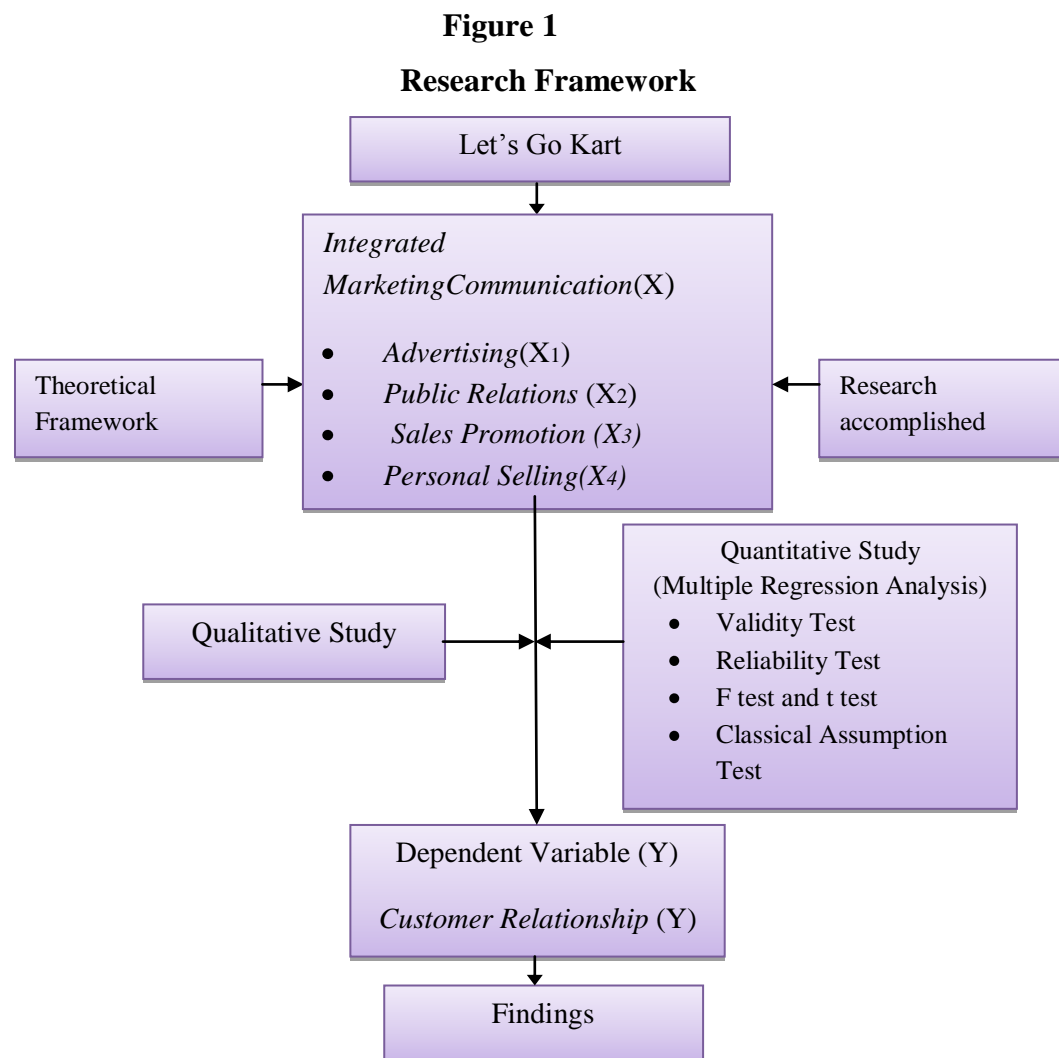 Figure 1
Research Framework
Let’s Go Kart
Integrated
MarketingCommunication(X)
• Advertising(X1)
• Public Relations (X2)
• Sales Promotion (X3)
• Personal Selling(X4)
Theoretical
Framework
Research
accomplished
Qualitative Study
Quantitative Study
(Multiple Regression Analysis)
• Validity Test
• Reliability Test
• F test and t test
• Classical Assumption
Test
Dependent Variable (Y)
Customer Relationship (Y)
Findings